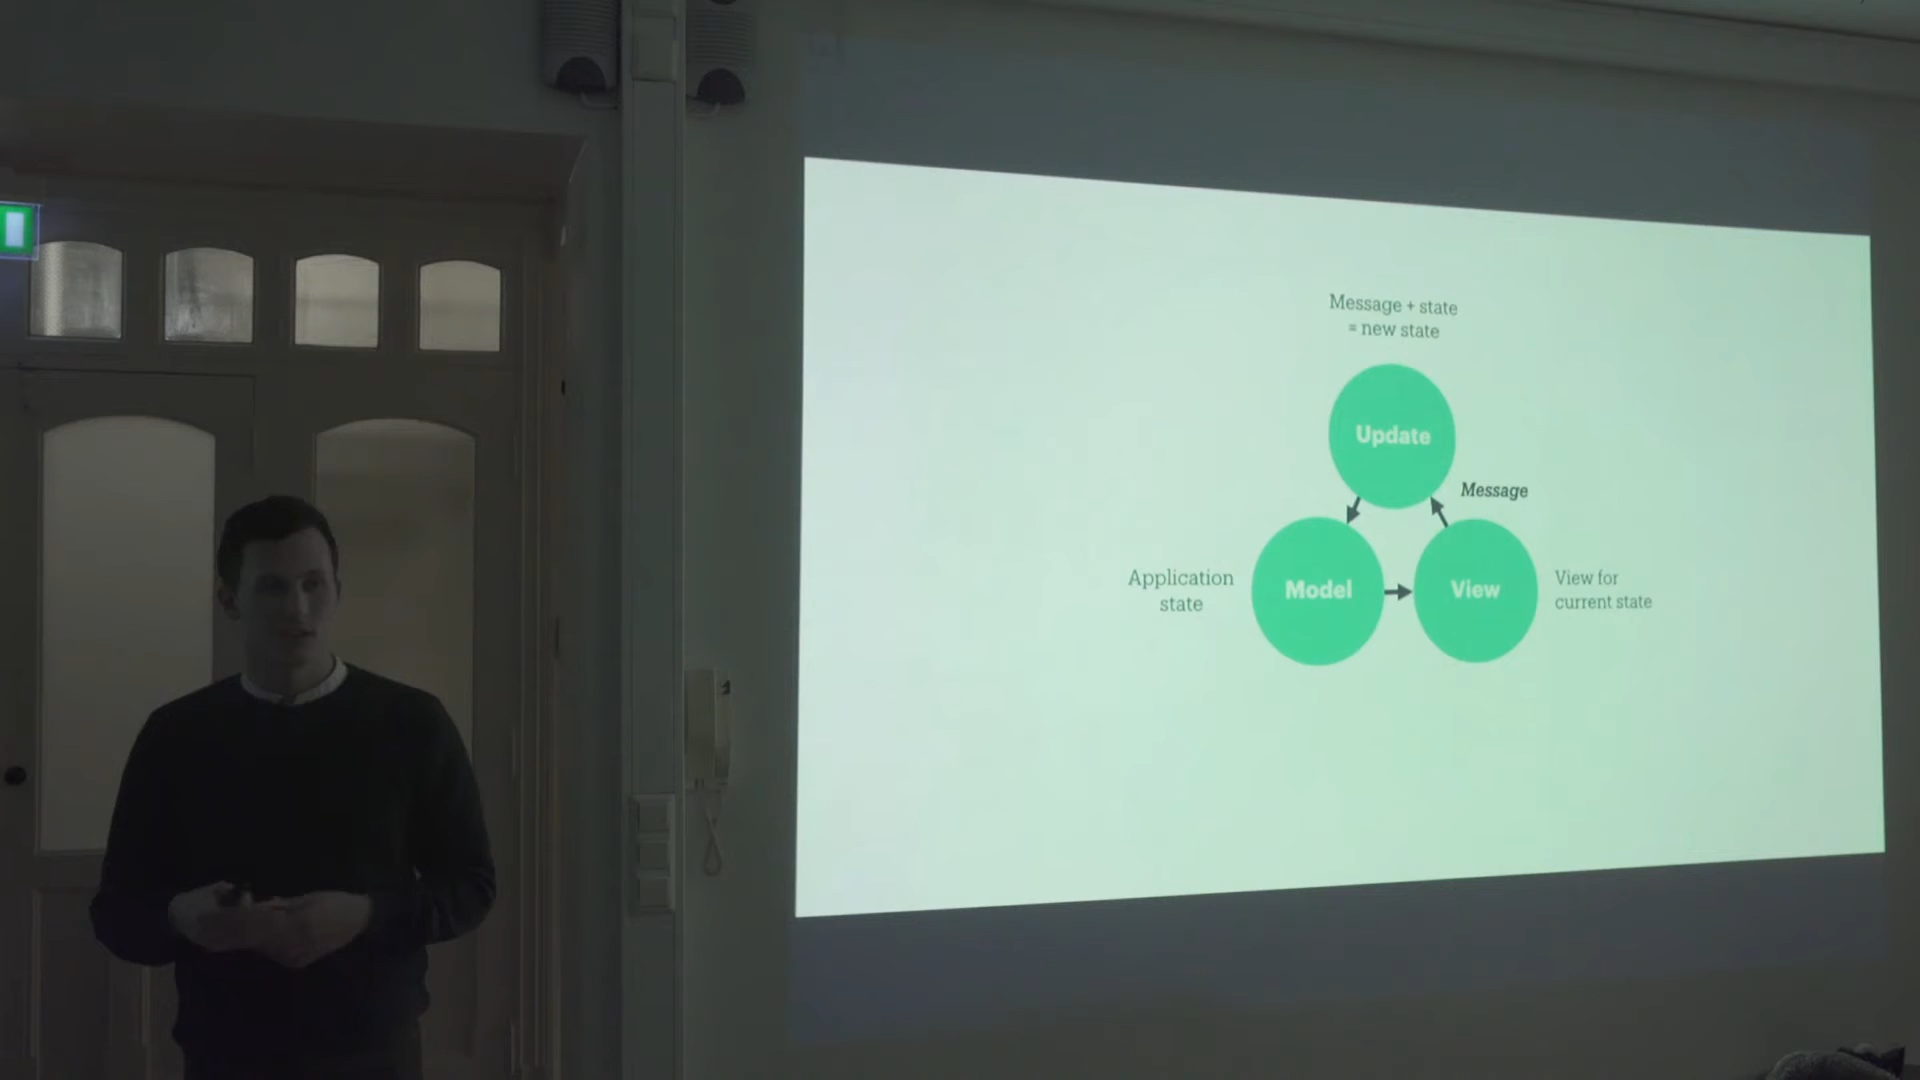 Message + state
= new state
Update
Message
Application
state
Model
View
View for
current state